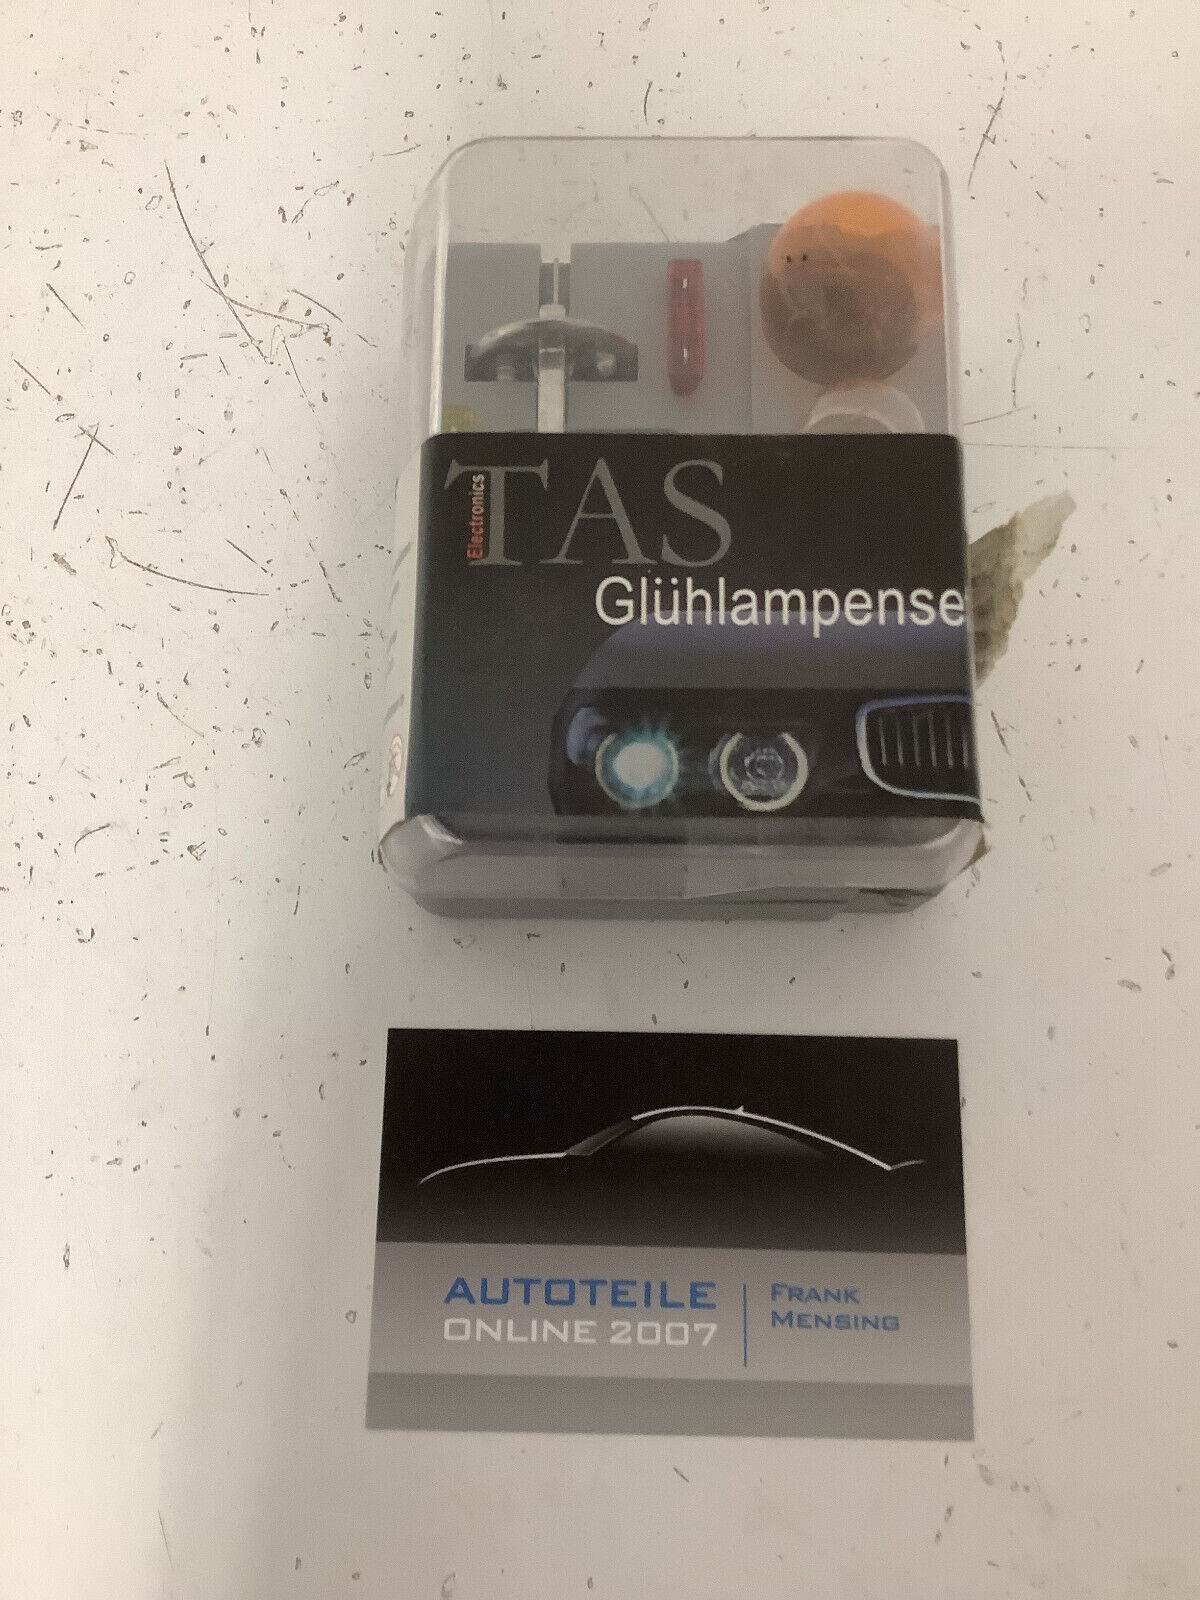 TAS
Electronics
Glühlampense
AUTOTEILE
ONLINE 2007
FRANK
MENSING